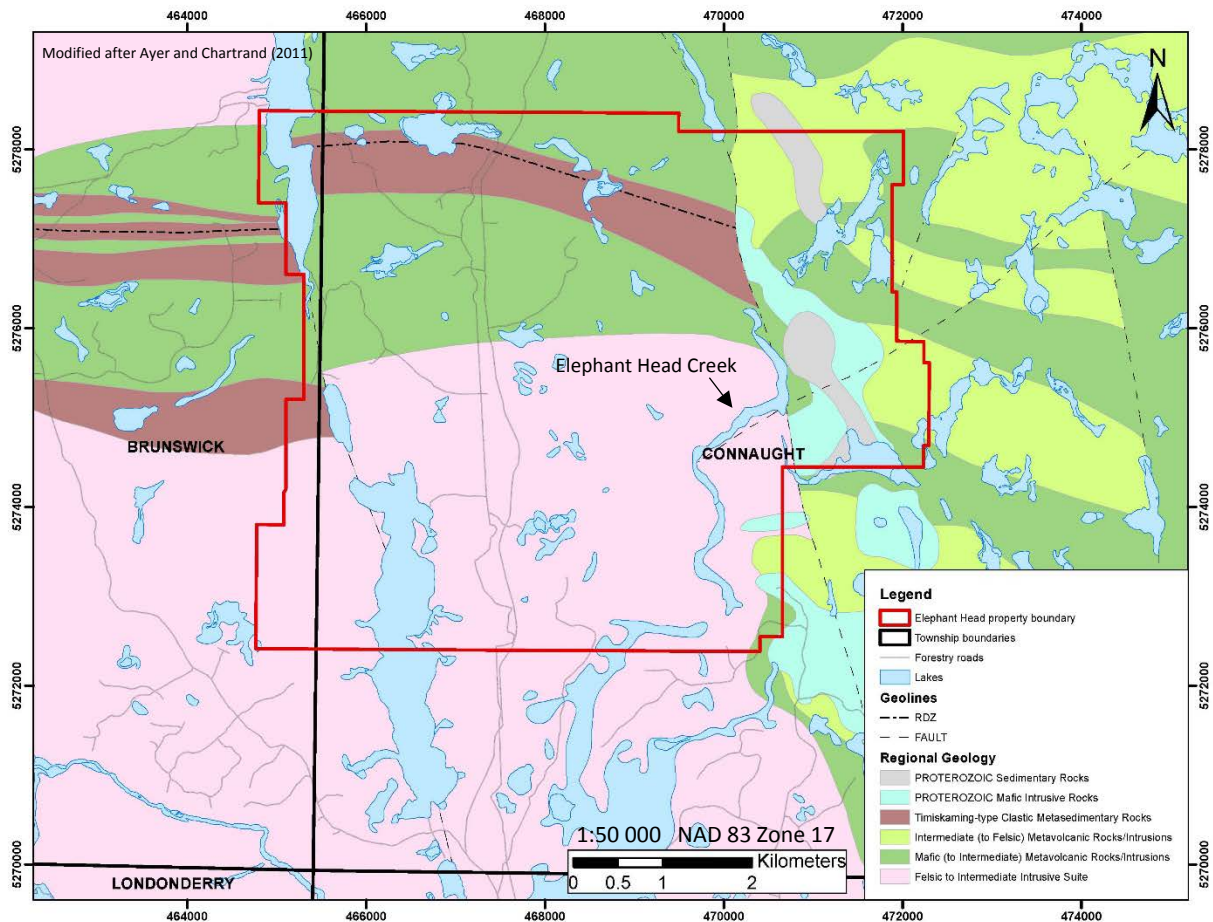 464000 466000 468000 470000 472000 474000
Modified after Ayer and Chartrand (2011)
N
5278000 5278000
5276000 5276000
Elephant Head Creek
BRUNSWICK CONNAUGHT
5274000 5274000
5272000 5272000
Legend
Elephant Head property boundary
Township boundaries
Forestry roads
Lakes
Geolines
RDZ
FAULT
Regional Geology
PROTEROZOIC Sedimentary Rocks
PROTEROZOIC Mafic Intrusive Rocks
Timiskaming-type Clastic Metasedimentary Rocks
Intermediate (to Felsic) Metavolcanic Rocks/Intrusions
Mafic (to Intermediate) Metavolcanic Rocks/Intrusions
Felsic to Intermediate Intrusive Suite
1:50 000 NAD 83 Zone 17
Kilometers
0 0.5 1 2
5270000 5270000
LONDONDERRY
464000 466000 468000 470000 472000 474000